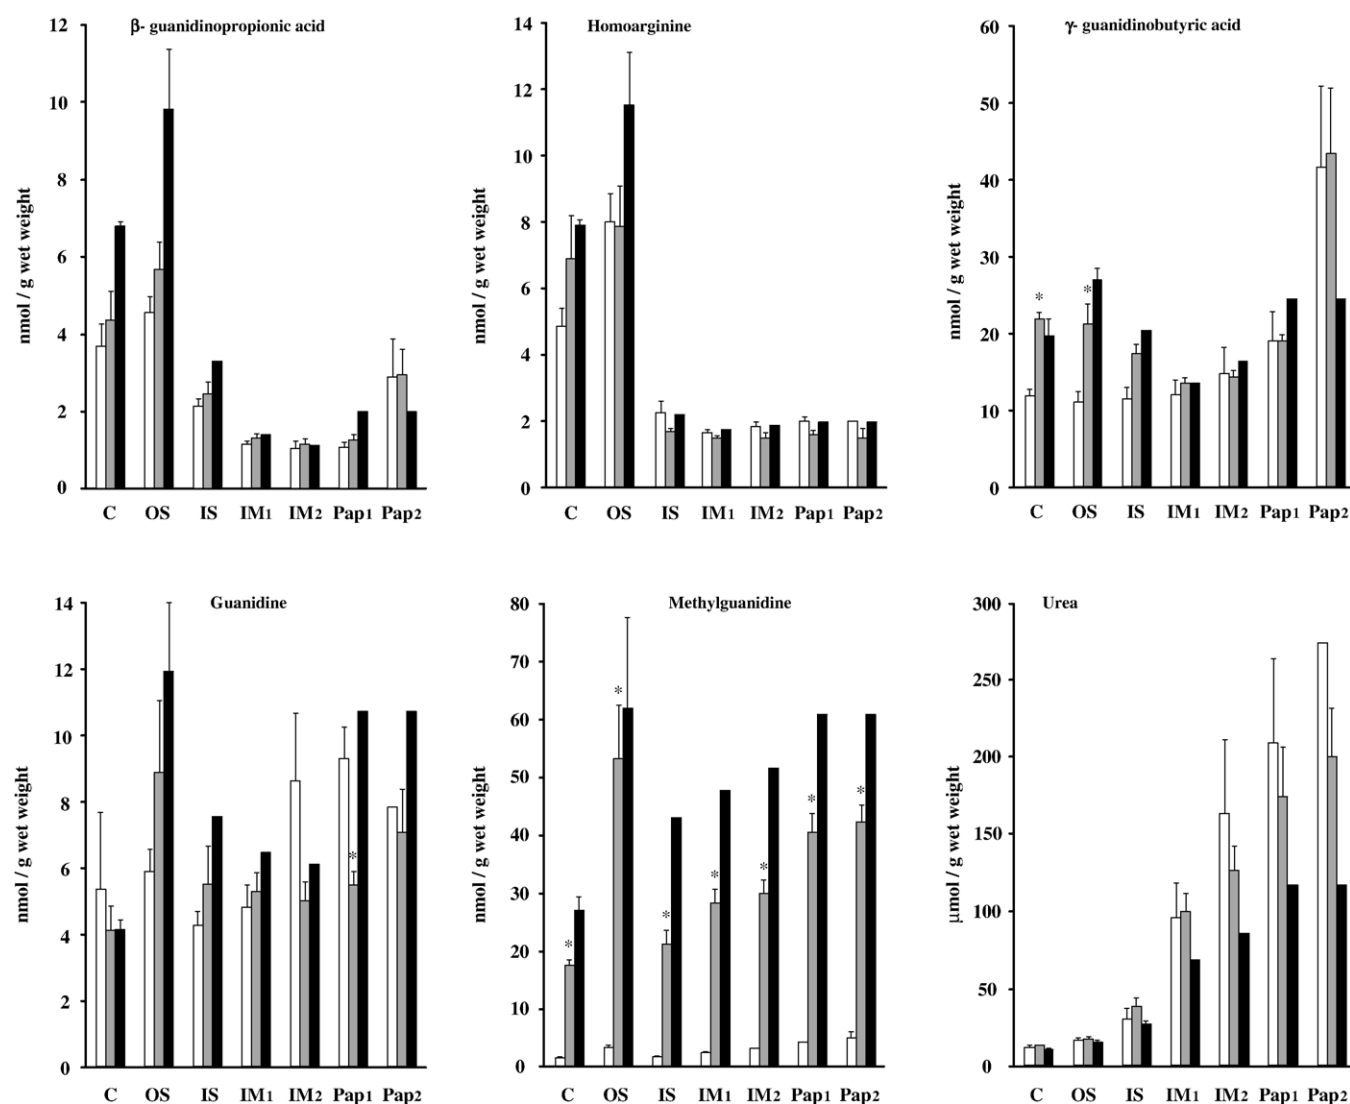 β- guanidinopropionic acid
12
10
8
6
4
2
0
nmol / g wet weight
C OS IS IM1 IM2 Pap1 Pap2
Homoarginine
14
12
10
8
6
4
2
0
nmol / g wet weight
C OS IS IM1 IM2 Pap1 Pap2
γ- guanidinobutyric acid
60
50
40
30
20
10
0
nmol / g wet weight
* *
C OS IS IM1 IM2 Pap1 Pap2
Guanidine
14
12
10
8
6
4
2
0
nmol / g wet weight
*
C OS IS IM1 IM2 Pap1 Pap2
Methylguanidine
80
70
60
50
40
30
20
10
0
nmol / g wet weight
* * * * * * *
C OS IS IM1 IM2 Pap1 Pap2
Urea
300
250
200
150
100
50
0
μmol / g wet weight
C OS IS IM1 IM2 Pap1 Pap2